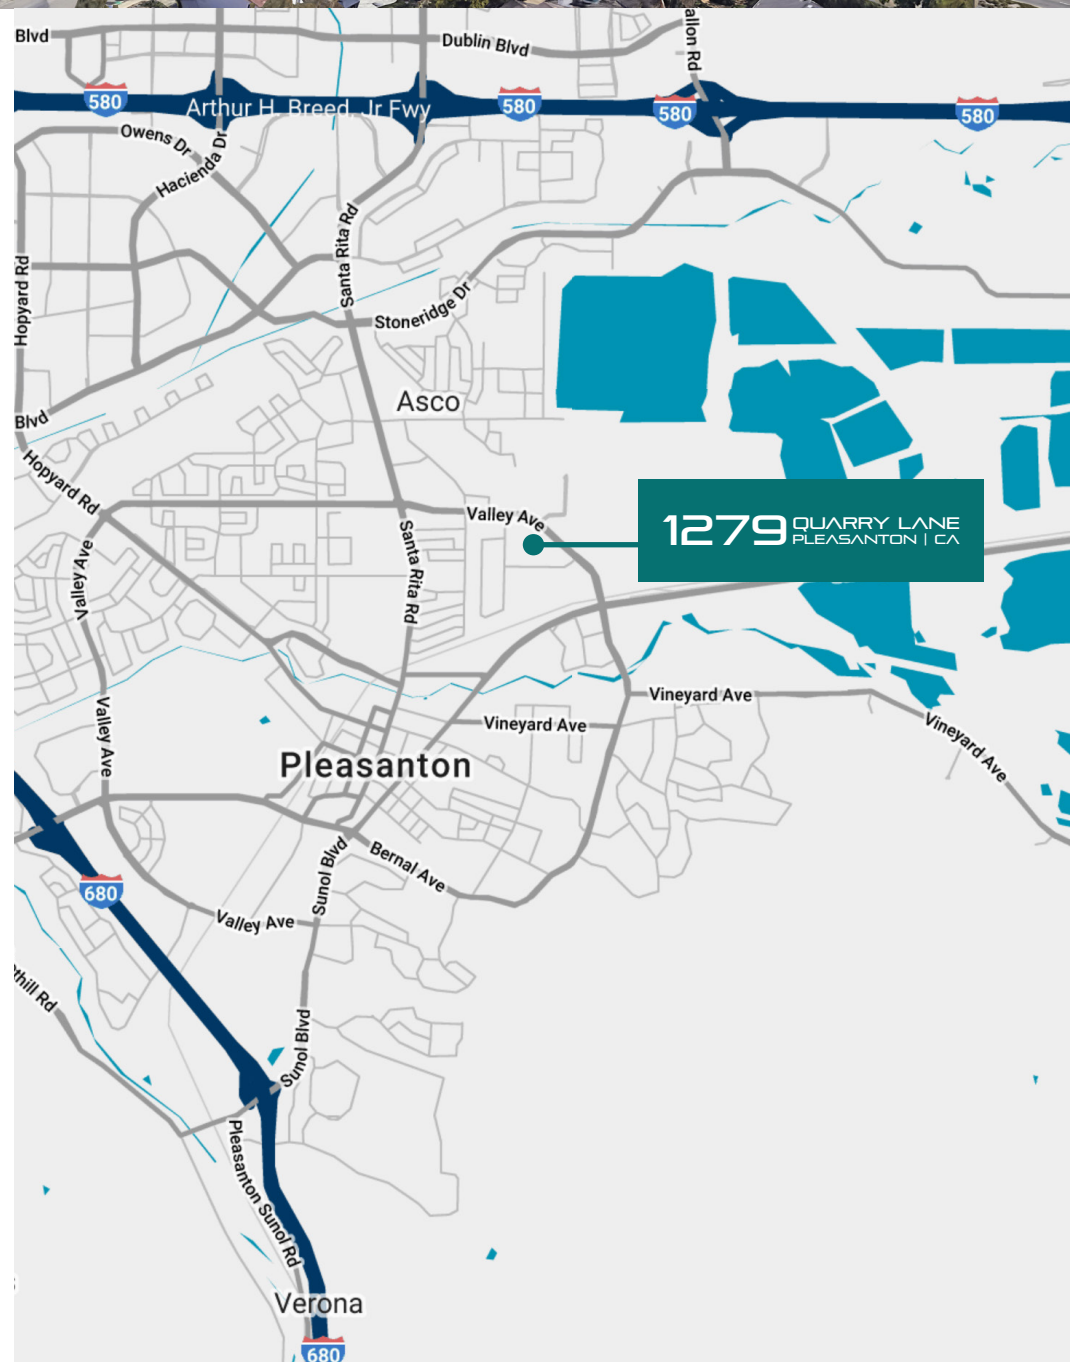 Blvd
Dublin Blvd
allon Rd
580
Arthur H. Breed, Jr Fwy
580
580
580
Owens Dr
Hacienda Dr
Santa Rita Rd
Hopyard Rd
Stoneridge Dr
Asco
Blvd
Hopyard Rd
Valley Ave
1279 QUARRY LANE
PLEASANTON | CA
Santa Rita Rd
Valley Ave
Vineyard Ave
Vineyard Ave
Vineyard Ave
Valley Ave
Pleasanton
Sunol Blvd
Bernal Ave
680
Valley Ave
thill Rd
Sunol Blvd
Pleasanton Sunol Rd
Verona
680